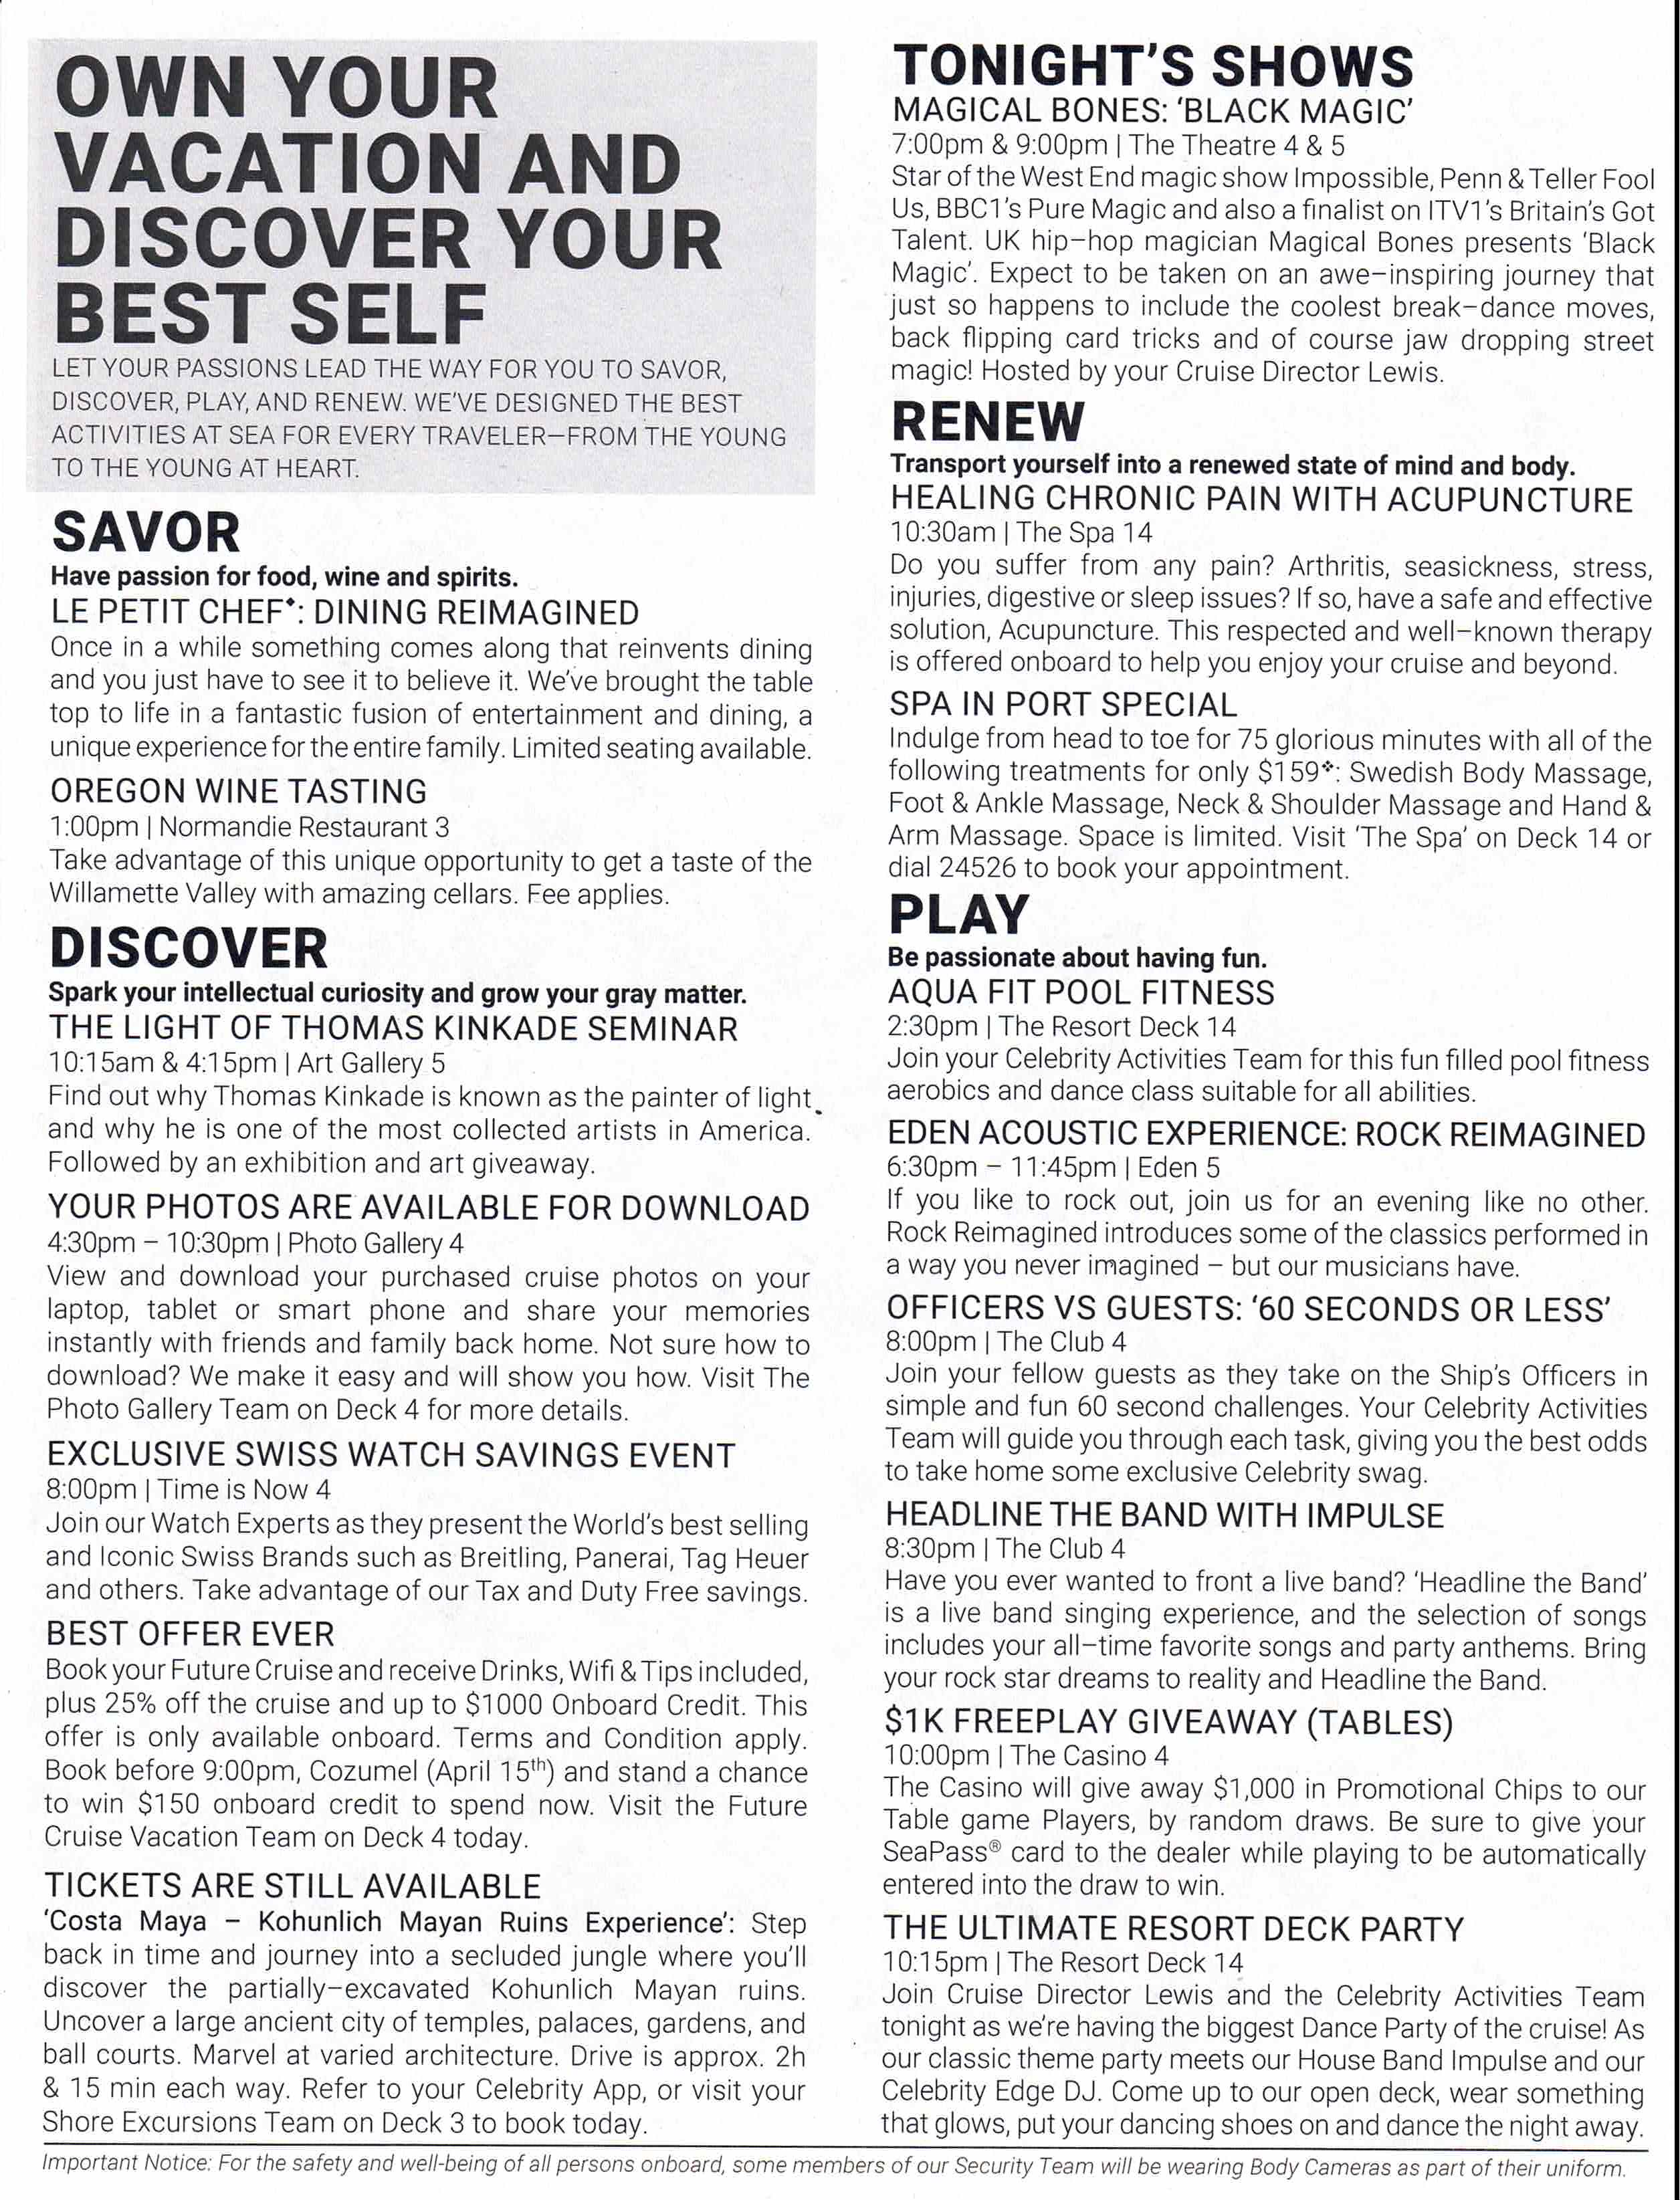 OWN YOUR
VACATION AND
DISCOVER YOUR
BEST SELF
LET YOUR PASSIONS LEAD THE WAY FOR YOU TO SAVOR,
DISCOVER, PLAY, AND RENEW. WE'VE DESIGNED THE BEST
ACTIVITIES AT SEA FOR EVERY TRAVELER–FROM THE YOUNG
TO THE YOUNG AT HEART.
SAVOR
Have passion for food, wine and spirits.
LE PETIT CHEF⬥: DINING REIMAGINED
Once in a while something comes along that reinvents dining
and you just have to see it to believe it. We've brought the table
top to life in a fantastic fusion of entertainment and dining, a
unique experience for the entire family. Limited seating available.
OREGON WINE TASTING
1:00pm | Normandie Restaurant 3
Take advantage of this unique opportunity to get a taste of the
Willamette Valley with amazing cellars. Fee applies.
DISCOVER
Spark your intellectual curiosity and grow your gray matter.
THE LIGHT OF THOMAS KINKADE SEMINAR
10:15am & 4:15pm | Art Gallery 5
Find out why Thomas Kinkade is known as the painter of light
and why he is one of the most collected artists in America.
Followed by an exhibition and art giveaway.
YOUR PHOTOS ARE AVAILABLE FOR DOWNLOAD
4:30pm – 10:30pm | Photo Gallery 4
View and download your purchased cruise photos on your
laptop, tablet or smart phone and share your memories
instantly with friends and family back home. Not sure how to
download? We make it easy and will show you how. Visit The
Photo Gallery Team on Deck 4 for more details.
EXCLUSIVE SWISS WATCH SAVINGS EVENT
8:00pm | Time is Now 4
Join our Watch Experts as they present the World's best selling
and Iconic Swiss Brands such as Breitling, Panerai, Tag Heuer
and others. Take advantage of our Tax and Duty Free savings.
BEST OFFER EVER
Book your Future Cruise and receive Drinks, Wifi & Tips included,
plus 25% off the cruise and up to $1000 Onboard Credit. This
offer is only available onboard. Terms and Condition apply.
Book before 9:00pm, Cozumel (April 15th) and stand a chance
to win $150 onboard credit to spend now. Visit the Future
Cruise Vacation Team on Deck 4 today.
TICKETS ARE STILL AVAILABLE
'Costa Maya – Kohunlich Mayan Ruins Experience': Step
back in time and journey into a secluded jungle where you'll
discover the partially–excavated Kohunlich Mayan ruins.
Uncover a large ancient city of temples, palaces, gardens, and
ball courts. Marvel at varied architecture. Drive is approx. 2h
& 15 min each way. Refer to your Celebrity App, or visit your
Shore Excursions Team on Deck 3 to book today.
TONIGHT'S SHOWS
MAGICAL BONES: 'BLACK MAGIC'
7:00pm & 9:00pm | The Theatre 4 & 5
Star of the West End magic show Impossible, Penn & Teller Fool
Us, BBC1's Pure Magic and also a finalist on ITV1's Britain's Got
Talent. UK hip–hop magician Magical Bones presents 'Black
Magic'. Expect to be taken on an awe–inspiring journey that
just so happens to include the coolest break–dance moves,
back flipping card tricks and of course jaw dropping street
magic! Hosted by your Cruise Director Lewis.
RENEW
Transport yourself into a renewed state of mind and body.
HEALING CHRONIC PAIN WITH ACUPUNCTURE
10:30am | The Spa 14
Do you suffer from any pain? Arthritis, seasickness, stress,
injuries, digestive or sleep issues? If so, have a safe and effective
solution, Acupuncture. This respected and well–known therapy
is offered onboard to help you enjoy your cruise and beyond.
SPA IN PORT SPECIAL
Indulge from head to toe for 75 glorious minutes with all of the
following treatments for only $159❖: Swedish Body Massage,
Foot & Ankle Massage, Neck & Shoulder Massage and Hand &
Arm Massage. Space is limited. Visit 'The Spa' on Deck 14 or
dial 24526 to book your appointment.
PLAY
Be passionate about having fun.
AQUA FIT POOL FITNESS
2:30pm | The Resort Deck 14
Join your Celebrity Activities Team for this fun filled pool fitness
aerobics and dance class suitable for all abilities.
EDEN ACOUSTIC EXPERIENCE: ROCK REIMAGINED
6:30pm – 11:45pm | Eden 5
If you like to rock out, join us for an evening like no other.
Rock Reimagined introduces some of the classics performed in
a way you never imagined – but our musicians have.
OFFICERS VS GUESTS: '60 SECONDS OR LESS'
8:00pm | The Club 4
Join your fellow guests as they take on the Ship's Officers in
simple and fun 60 second challenges. Your Celebrity Activities
Team will guide you through each task, giving you the best odds
to take home some exclusive Celebrity swag.
HEADLINE THE BAND WITH IMPULSE
8:30pm | The Club 4
Have you ever wanted to front a live band? 'Headline the Band'
is a live band singing experience, and the selection of songs
includes your all–time favorite songs and party anthems. Bring
your rock star dreams to reality and Headline the Band.
$1K FREEPLAY GIVEAWAY (TABLES)
10:00pm | The Casino 4
The Casino will give away $1,000 in Promotional Chips to our
Table game Players, by random draws. Be sure to give your
SeaPass® card to the dealer while playing to be automatically
entered into the draw to win.
THE ULTIMATE RESORT DECK PARTY
10:15pm | The Resort Deck 14
Join Cruise Director Lewis and the Celebrity Activities Team
tonight as we're having the biggest Dance Party of the cruise! As
our classic theme party meets our House Band Impulse and our
Celebrity Edge DJ. Come up to our open deck, wear something
that glows, put your dancing shoes on and dance the night away.
Important Notice: For the safety and well-being of all persons onboard, some members of our Security Team will be wearing Body Cameras as part of their uniform.